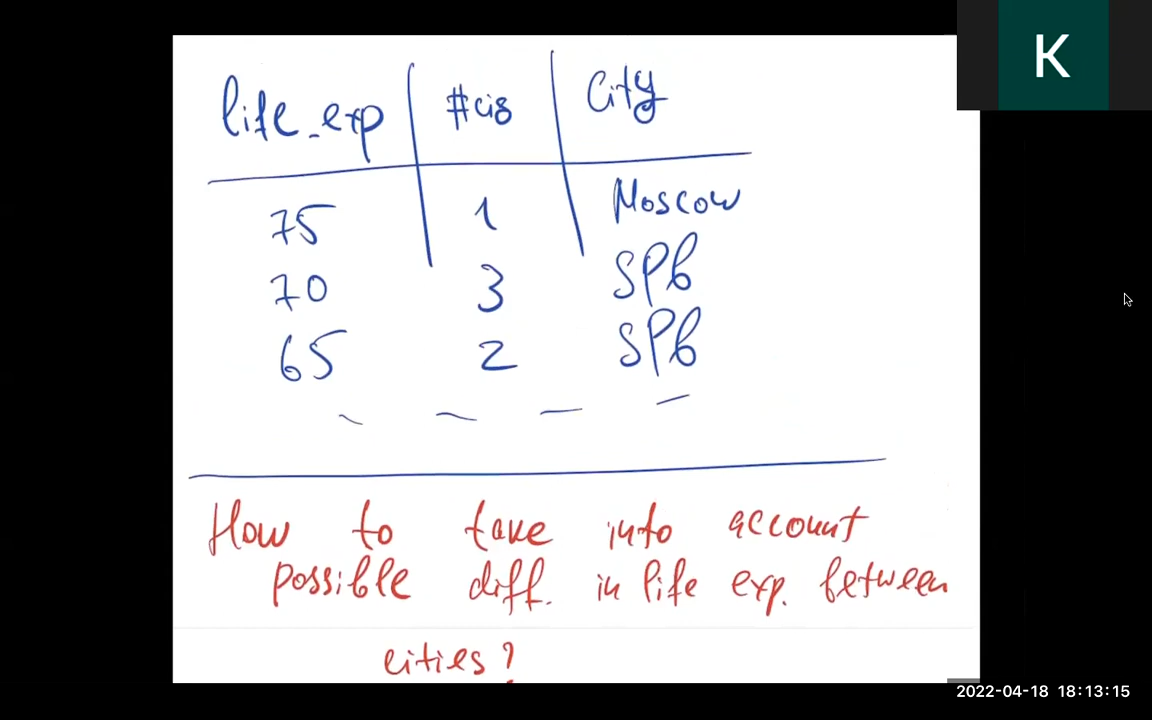 K
life_exp #cig City
75 1 Moscow
70 3 SPb
65 2 SPb
How to take into account
possible diff. in life exp. between
cities?
2022-04-18 18:13:15